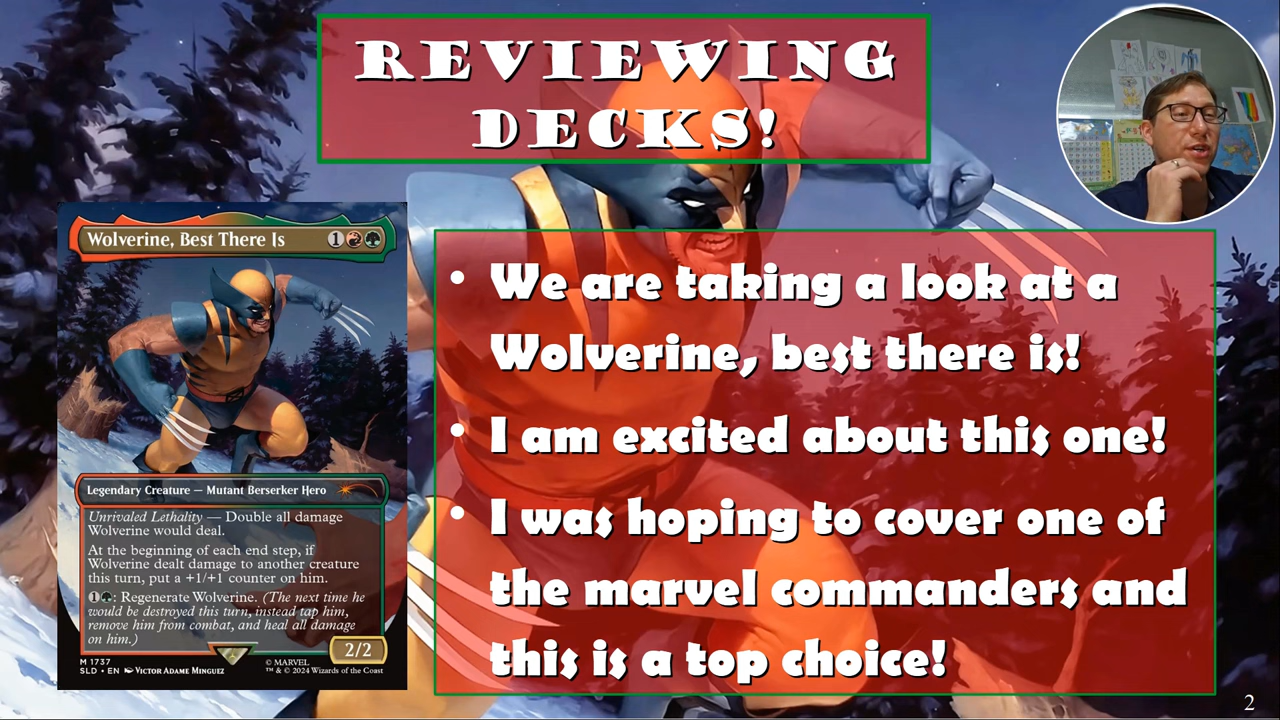 REVIEWING
DECKS!
Wolverine, Best There Is 1
Legendary Creature — Mutant Berserker Hero
Unrivaled Lethality — Double all damage
Wolverine would deal.
At the beginning of each end step, if
Wolverine dealt damage to another creature
this turn, put a +1/+1 counter on him.
1: Regenerate Wolverine. (The next time he
would be destroyed this turn, instead tap him,
remove him from combat, and heal all damage
on him.)
2/2
M 1737
SLD • EN VICTOR ADAME MINGUEZ
© MARVEL
™ & © 2024 Wizards of the Coast
• We are taking a look at a
Wolverine, best there is!
• I am excited about this one!
• I was hoping to cover one of
the marvel commanders and
this is a top choice!
2